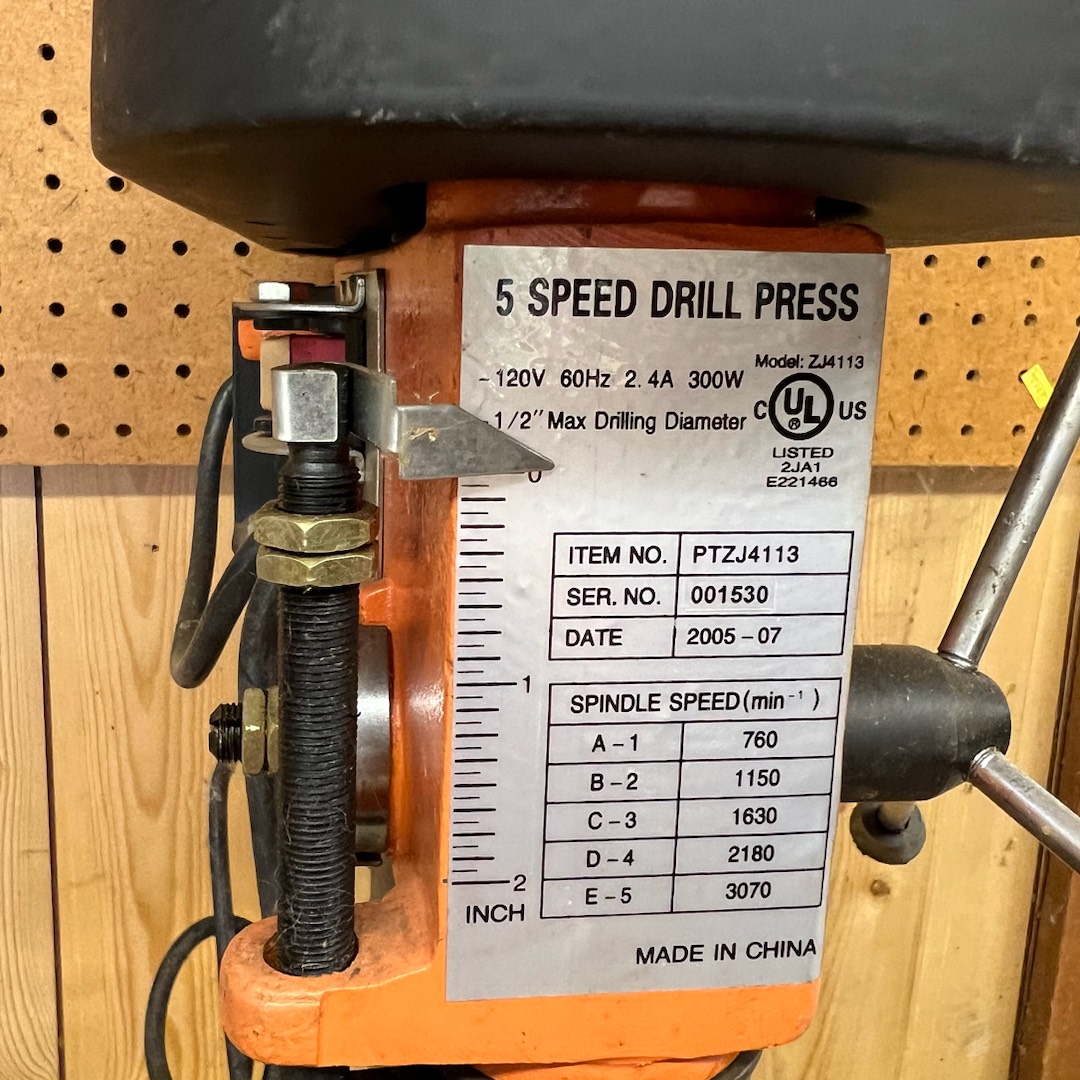 5 SPEED DRILL PRESS
Model: ZJ4113
~120V 60Hz 2.4A 300W
1/2" Max Drilling Diameter
C UL ® US
LISTED
2JA1
E221466
0
ITEM NO. PTZJ4113
SER. NO. 001530
DATE 2005-07
1
SPINDLE SPEED(min⁻¹)
A-1 760
B-2 1150
C-3 1630
D-4 2180
E-5 3070
2
INCH
MADE IN CHINA